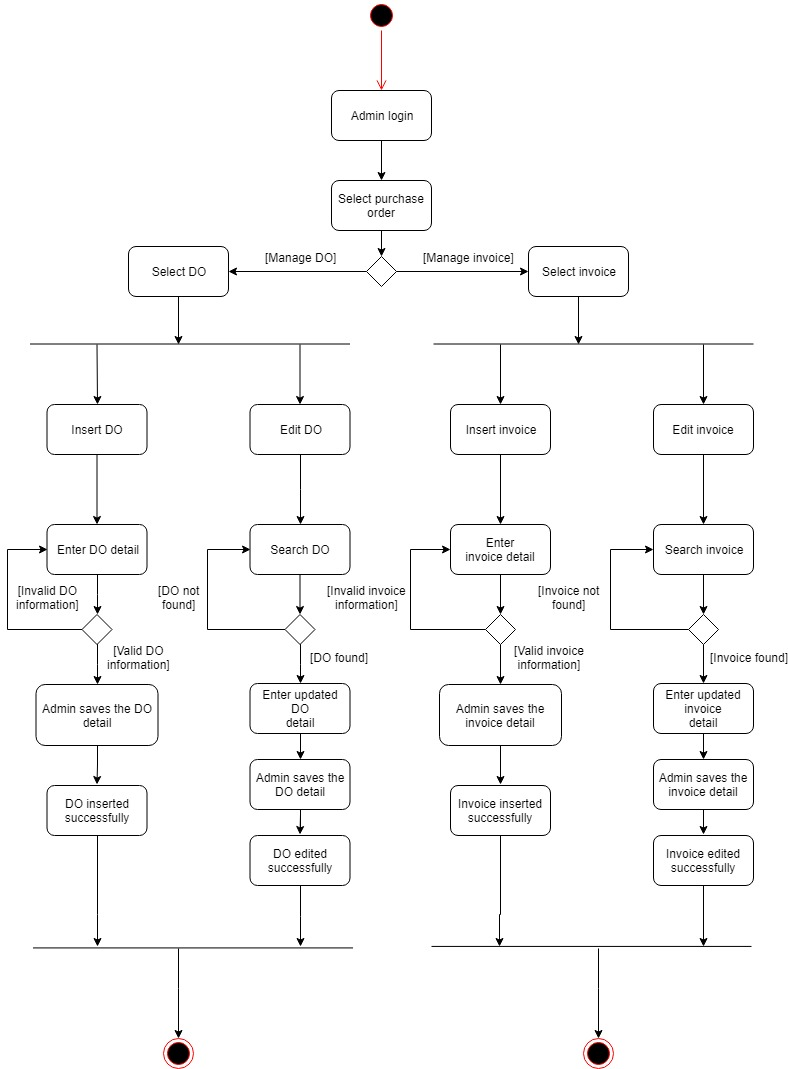 Admin login
Select purchase
order
[Manage DO]
[Manage invoice]
Select DO
Select invoice
Insert DO
Edit DO
Insert invoice
Edit invoice
Enter DO detail
Search DO
Enter
invoice detail
Search invoice
[Invalid DO
information]
[DO not
found]
[Invalid invoice
information]
[Invoice not
found]
[Valid DO
information]
[DO found]
[Valid invoice
information]
[Invoice found]
Admin saves the DO
detail
Enter updated
DO
detail
Admin saves the
invoice detail
Enter updated
invoice
detail
DO inserted
successfully
Admin saves the
DO detail
Invoice inserted
successfully
Admin saves the
invoice detail
DO edited
successfully
Invoice edited
successfully